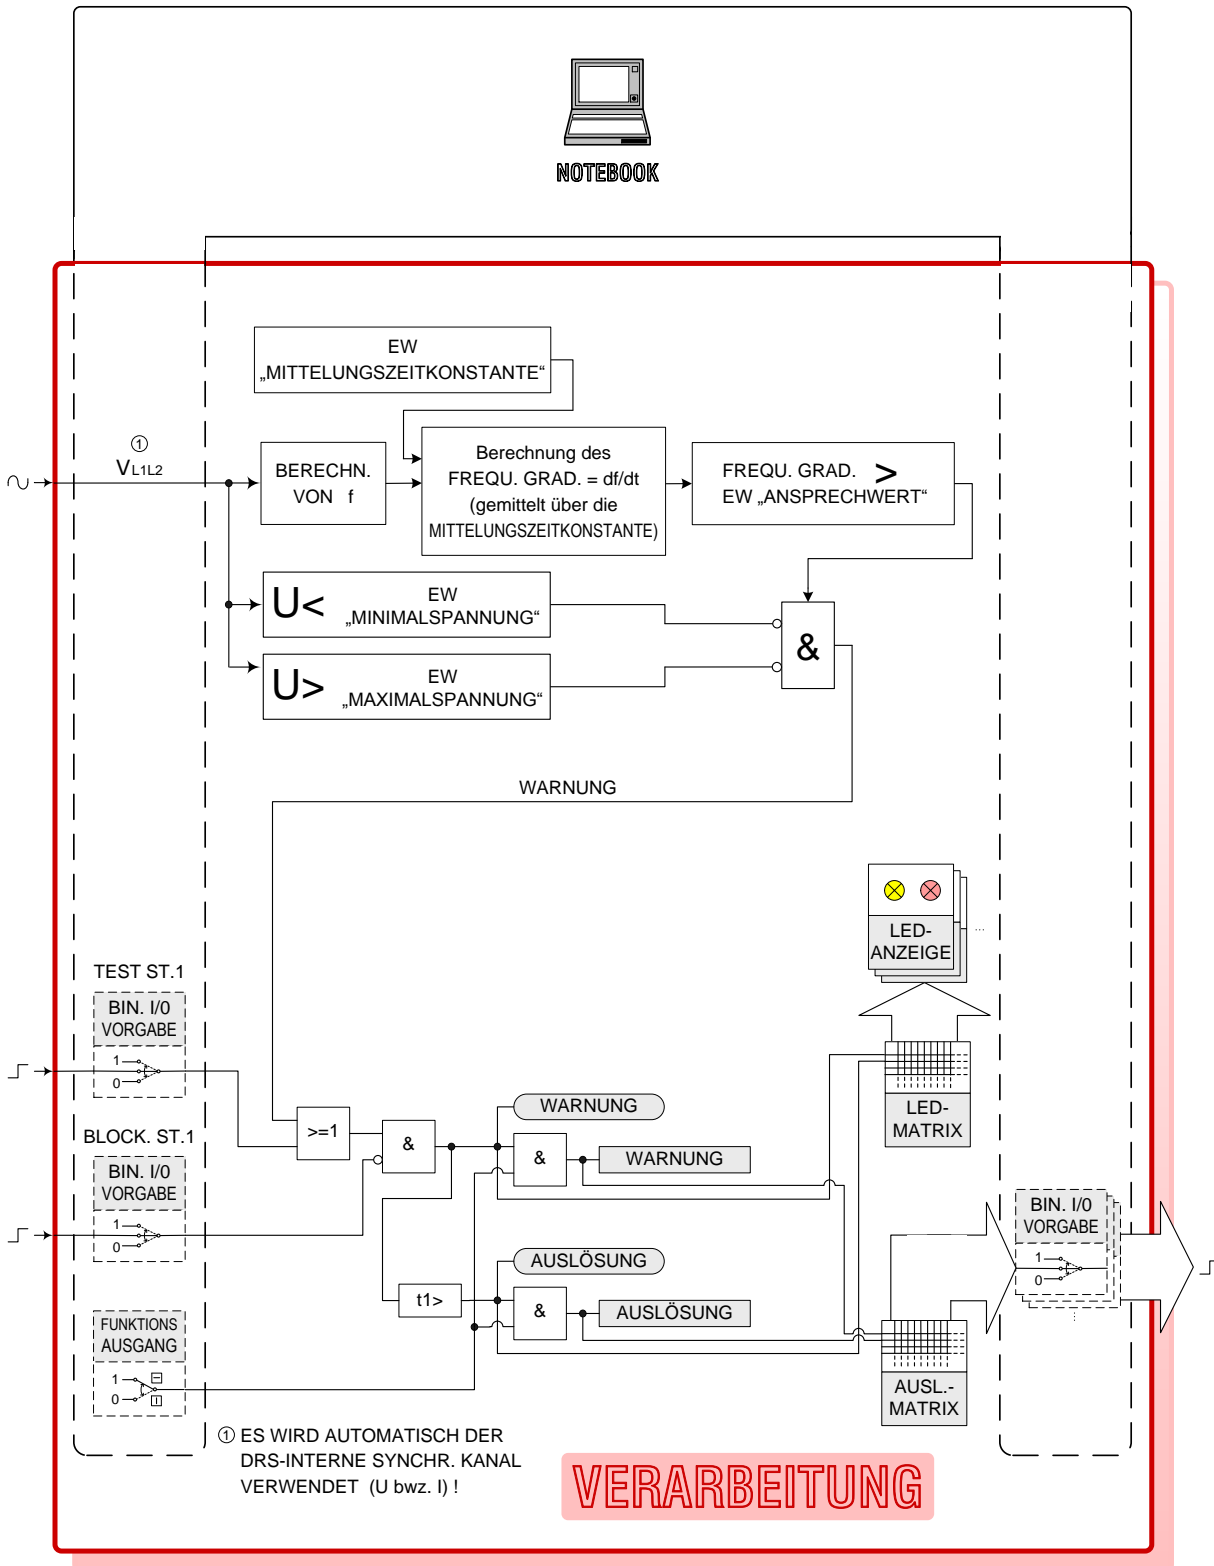 NOTEBOOK
EW
„MITTELUNGSZEITKONSTANTE“
①
VL1L2
BERECHN.
VON f
Berechnung des
FREQU. GRAD. = df/dt
(gemittelt über die
MITTELUNGSZEITKONSTANTE)
FREQU. GRAD. >
EW „ANSPRECHWERT“
U< EW
„MINIMALSPANNUNG“
&
U> EW
„MAXIMALSPANNUNG“
WARNUNG
LED-
ANZEIGE
...
TEST ST.1
BIN. I/0
VORGABE
1
0
LED-
MATRIX
BLOCK. ST.1
>=1
&
WARNUNG
&
WARNUNG
BIN. I/0
VORGABE
1
0
BIN. I/0
VORGABE
1
0
...
AUSLÖSUNG
t1>
&
AUSLÖSUNG
FUNKTIONS
AUSGANG
1
0
AUSL.-
MATRIX
① ES WIRD AUTOMATISCH DER
DRS-INTERNE SYNCHR. KANAL
VERWENDET (U bwz. I) !
VERARBEITUNG